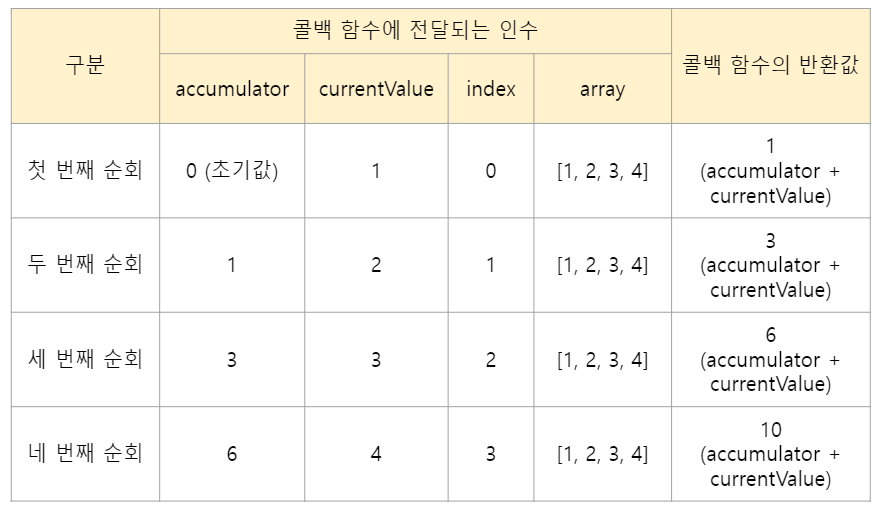 구분
콜백 함수에 전달되는 인수
콜백 함수의 반환값
accumulator
currentValue
index
array
첫 번째 순회
0 (초기값)
1
0
[1, 2, 3, 4]
1
(accumulator +
currentValue)
두 번째 순회
1
2
1
[1, 2, 3, 4]
3
(accumulator +
currentValue)
세 번째 순회
3
3
2
[1, 2, 3, 4]
6
(accumulator +
currentValue)
네 번째 순회
6
4
3
[1, 2, 3, 4]
10
(accumulator +
currentValue)